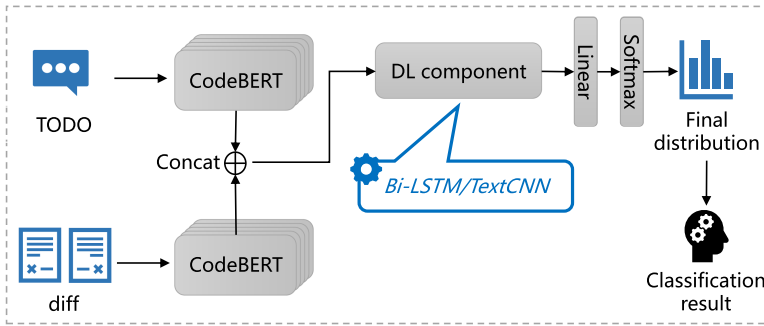 TODO
CodeBERT
Concat
CodeBERT
diff
DL component
Bi-LSTM/TextCNN
Linear
Softmax
Final
distribution
Classification
result